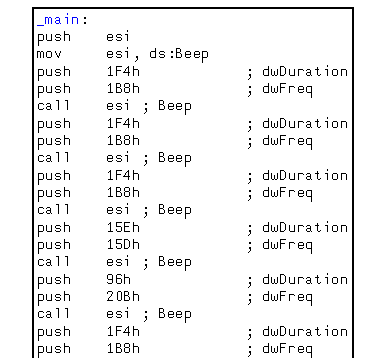 _main:
push esi
mov esi, ds:Beep
push 1F4h ; dwDuration
push 1B8h ; dwFreq
call esi ; Beep
push 1F4h ; dwDuration
push 1B8h ; dwFreq
call esi ; Beep
push 1F4h ; dwDuration
push 1B8h ; dwFreq
call esi ; Beep
push 15Eh ; dwDuration
push 15Dh ; dwFreq
call esi ; Beep
push 96h ; dwDuration
push 20Bh ; dwFreq
call esi ; Beep
push 1F4h ; dwDuration
push 1B8h ; dwFreq